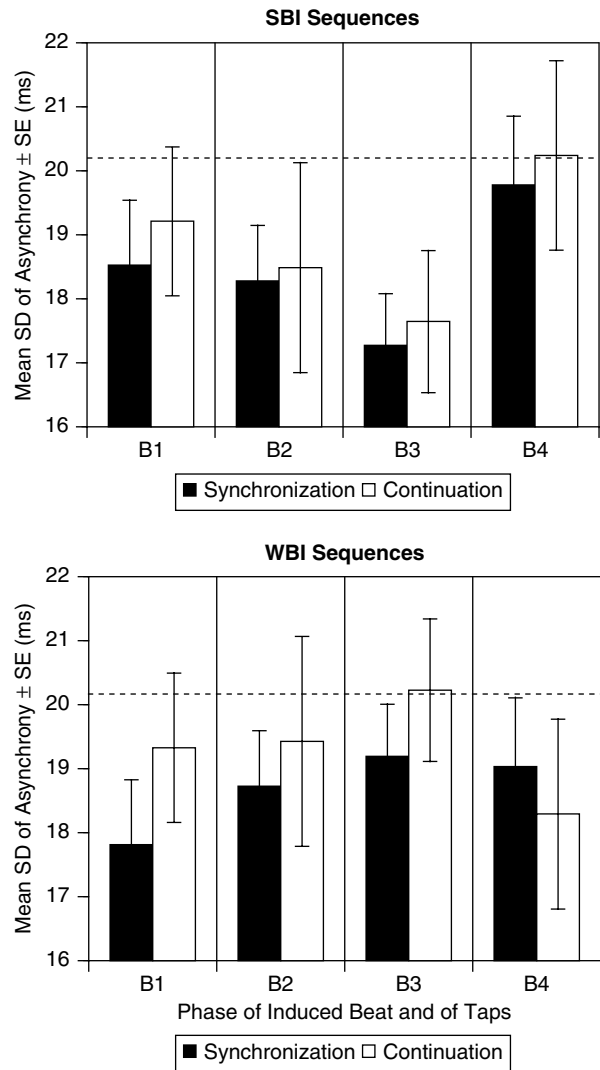 SBI Sequences
Mean SD of Asynchrony ± SE (ms)
22
21
20
19
18
17
16
B1 B2 B3 B4
Synchronization Continuation
WBI Sequences
Mean SD of Asynchrony ± SE (ms)
22
21
20
19
18
17
16
B1 B2 B3 B4
Phase of Induced Beat and of Taps
Synchronization Continuation